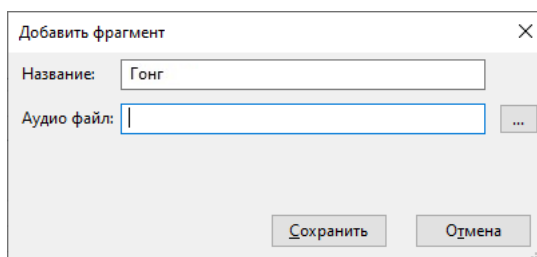 Добавить фрагмент
Название: Гонг
Аудио файл: ...
Сохранить Отмена